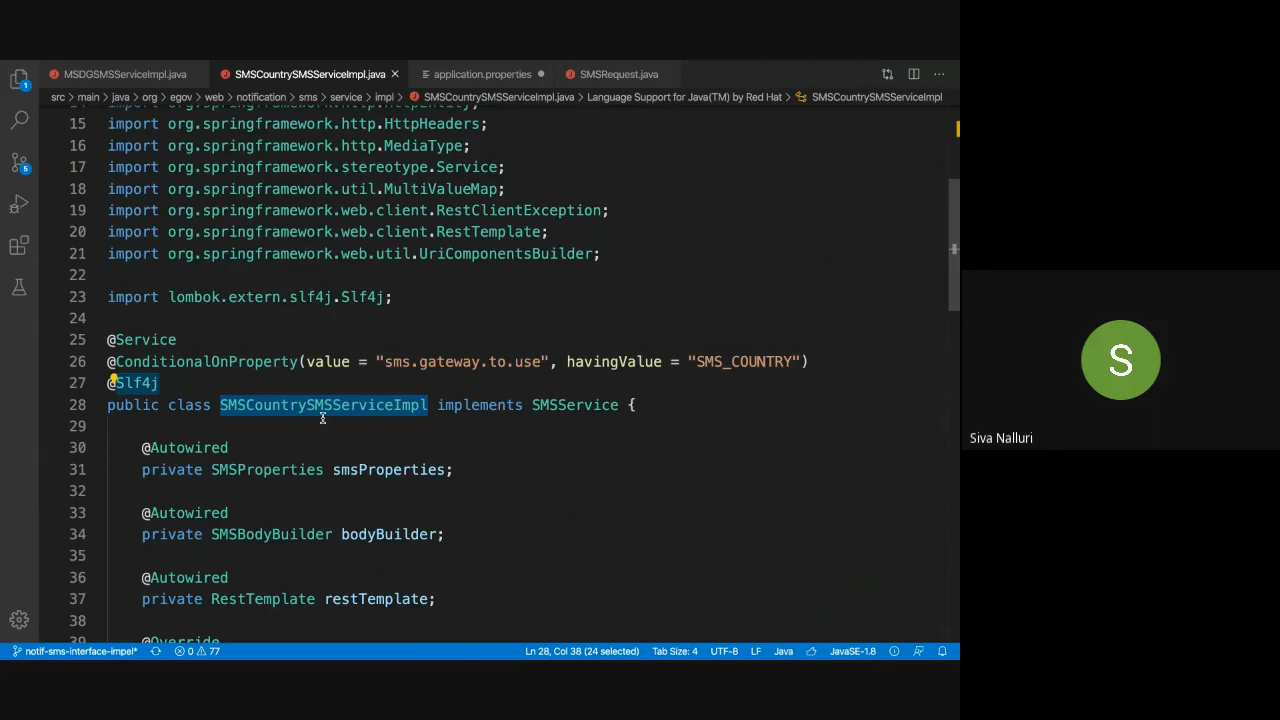 MSDGSMSServiceImpl.java SMSCountrySMSServiceImpl.java application.properties SMSRequest.java
src > main > java > org > egov > web > notification > sms > service > impl > SMSCountrySMSServiceImpl.java > Language Support for Java(TM) by Red Hat > SMSCountrySMSServiceImpl
15 import org.springframework.http.HttpHeaders;
16 import org.springframework.http.MediaType;
17 import org.springframework.stereotype.Service;
18 import org.springframework.util.MultiValueMap;
19 import org.springframework.web.client.RestClientException;
20 import org.springframework.web.client.RestTemplate;
21 import org.springframework.web.util.UriComponentsBuilder;
22
23 import lombok.extern.slf4j.Slf4j;
24
25 @Service
26 @ConditionalOnProperty(value = "sms.gateway.to.use", havingValue = "SMS_COUNTRY")
27 @Slf4j
28 public class SMSCountrySMSServiceImpl implements SMSService {
29
30 @Autowired
31 private SMSProperties smsProperties;
32
33 @Autowired
34 private SMSBodyBuilder bodyBuilder;
35
36 @Autowired
37 private RestTemplate restTemplate;
38
39 @Override
1
5
notif-sms-interface-impel* 0 77 Ln 28, Col 38 (24 selected) Tab Size: 4 UTF-8 LF Java JavaSE-1.8
S
Siva Nalluri